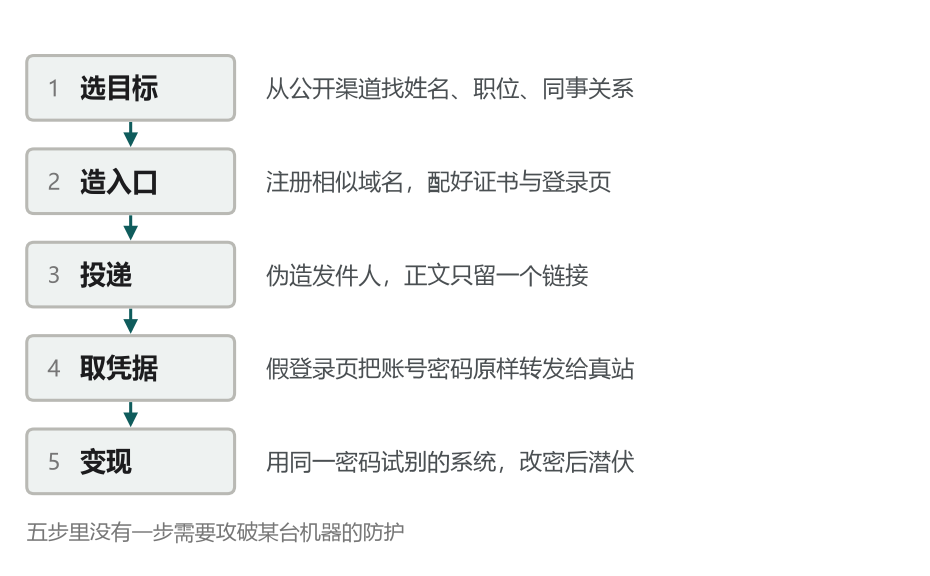 1 选目标 从公开渠道找姓名、职位、同事关系
2 造入口 注册相似域名，配好证书与登录页
3 投递 伪造发件人，正文只留一个链接
4 取凭据 假登录页把账号密码原样转发给真站
5 变现 用同一密码试别的系统，改密后潜伏
五步里没有一步需要攻破某台机器的防护